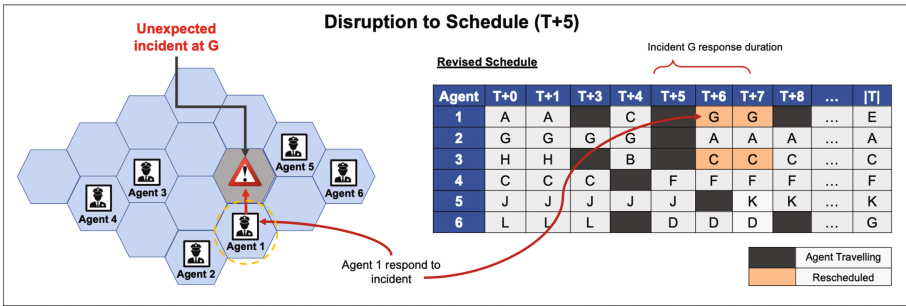 Disruption to Schedule (T+5)
Unexpected
incident at G
Agent 5
Agent 3
Agent 6
Agent 4
Agent 1
Agent 2
Agent 1 respond to
incident
Incident G response duration
Revised Schedule
Agent T+0 T+1 T+3 T+4 T+5 T+6 T+7 T+8 ... |T|
1 A A C G G ... E
2 G G G G A A A ... A
3 H H B C C C ... C
4 C C C F F F F ... F
5 J J J J J K K ... K
6 L L L D D D ... G
Agent Travelling
Rescheduled